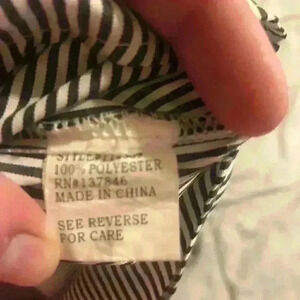 100% POLYESTER
RN# 137846
MADE IN CHINA
SEE REVERSE
FOR CARE